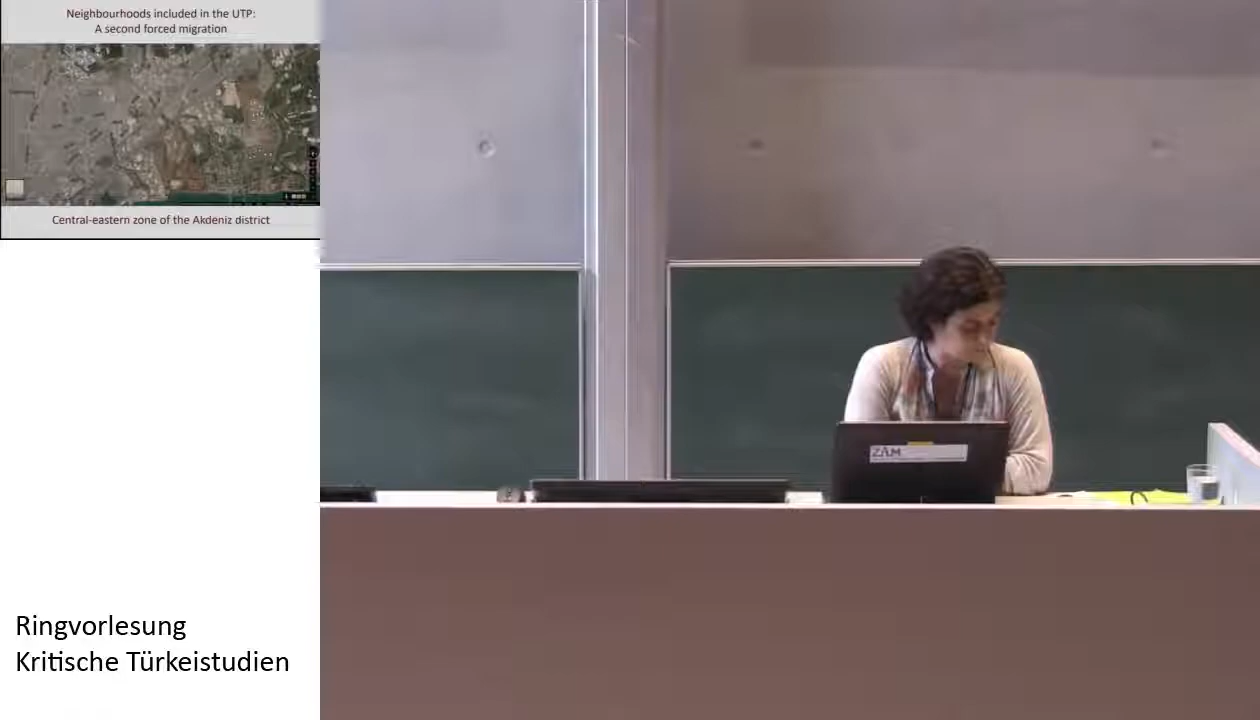 Neighbourhoods included in the UTP:
A second forced migration
Central-eastern zone of the Akdeniz district
ZAM
Ringvorlesung
Kritische Türkeistudien